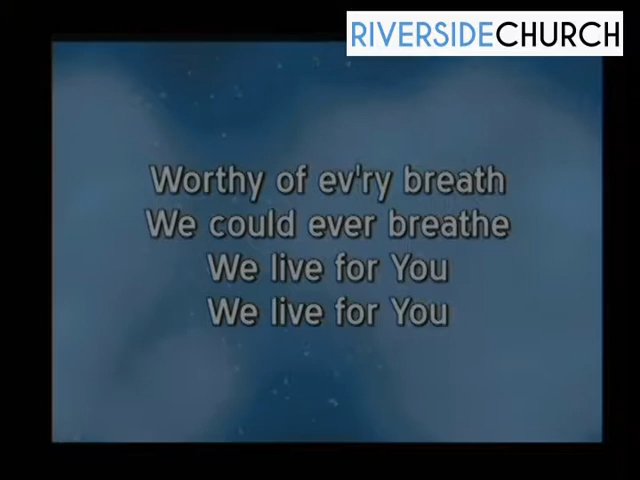 RIVERSIDECHURCH
Worthy of ev'ry breath
We could ever breathe
We live for You
We live for You